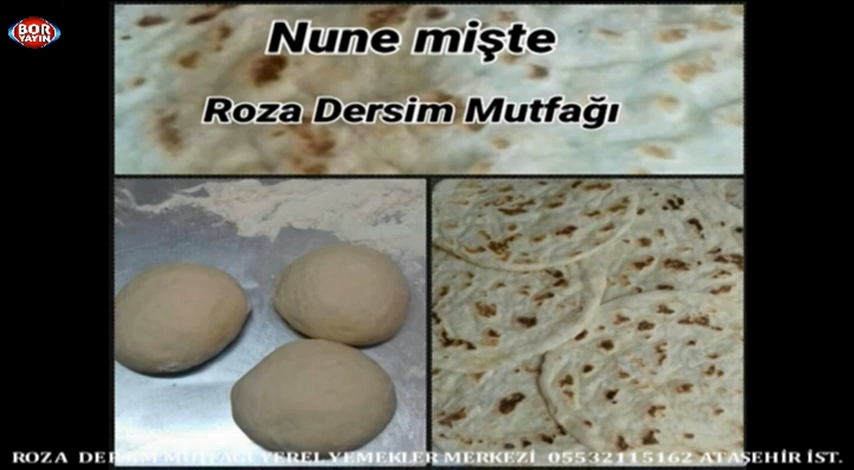 BOR
YAYIN
Nune mişte
Roza Dersim Mutfağı
ROZA DERSİM MUTFAĞI YEREL YEMEKLER MERKEZİ 05532115162 ATAŞEHİR İST.